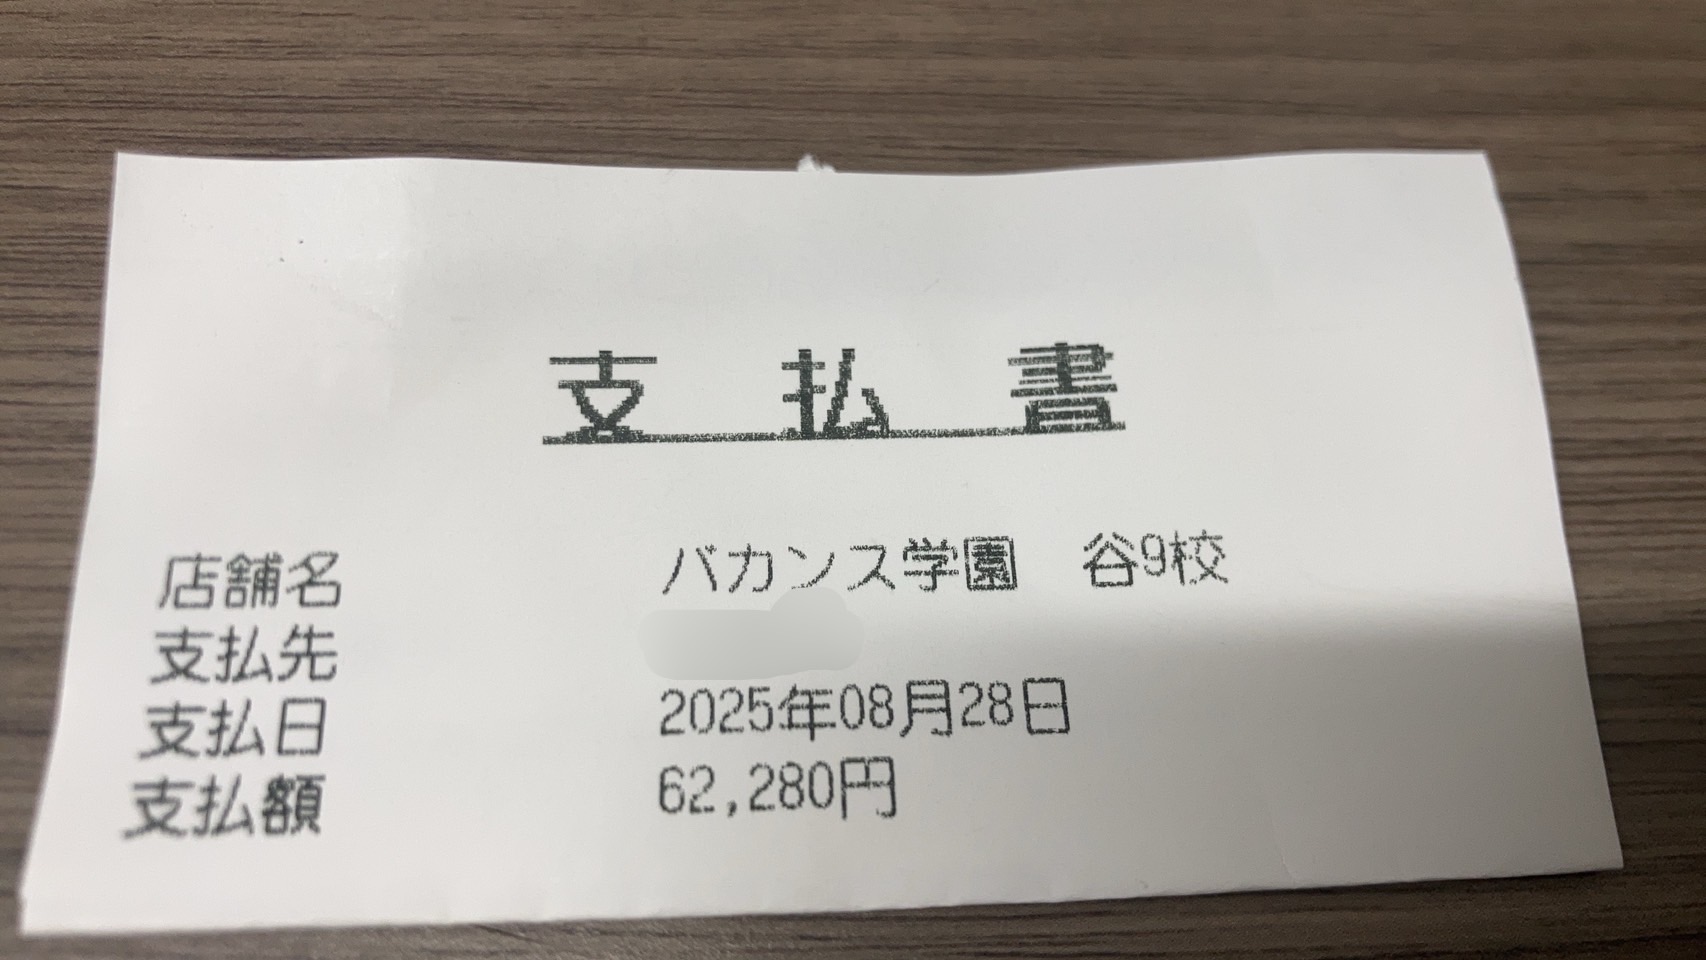 支払書
店舗名 バカンス学園 谷9校
支払先
支払日 2025年08月28日
支払額 62,280円